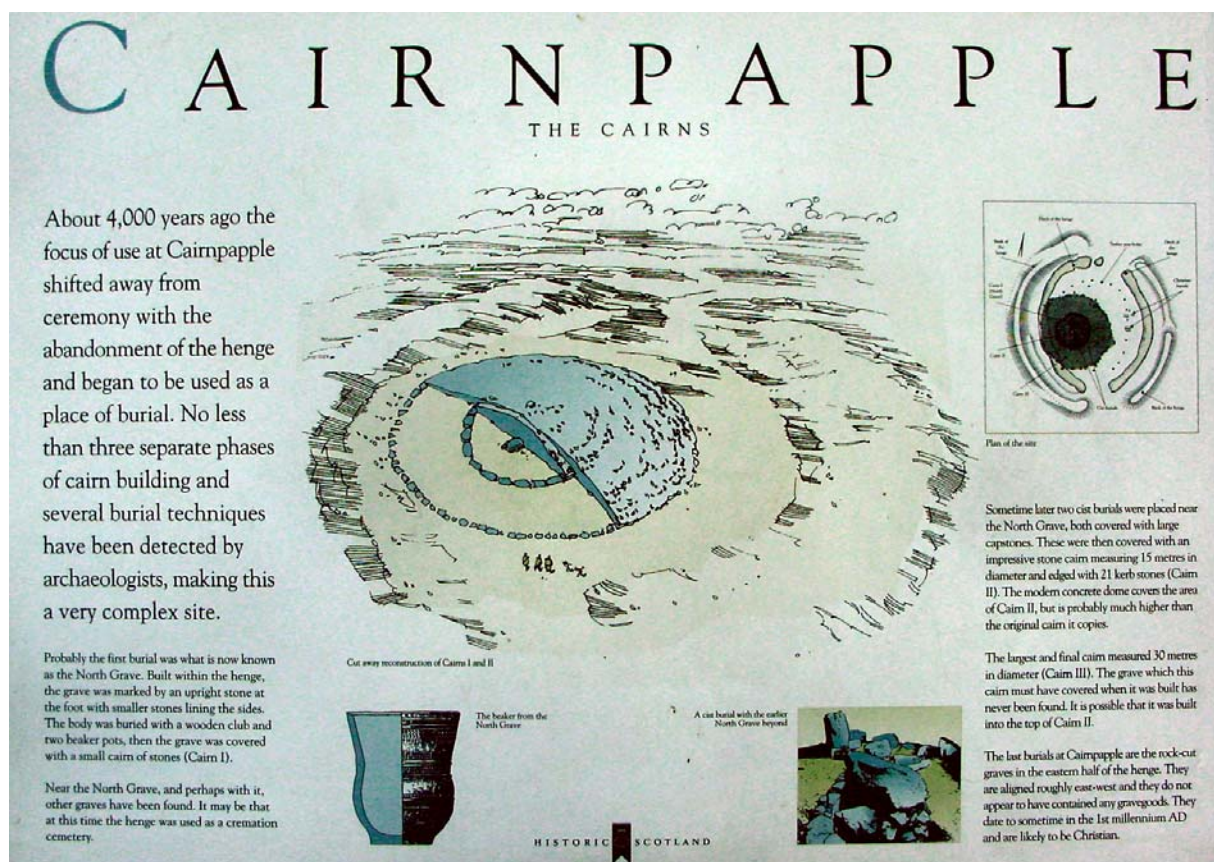 CAIRNPAPPLE
THE CAIRNS
About 4,000 years ago the
focus of use at Cairnpapple
shifted away from
ceremony with the
abandonment of the henge
and began to be used as a
place of burial. No less
than three separate phases
of cairn building and
several burial techniques
have been detected by
archaeologists, making this
a very complex site.
Probably the first burial was what is now known
as the North Grave. Built within the henge,
the grave was marked by an upright stone at
the foot with smaller stones lining the sides.
The body was buried with a wooden club and
two beaker pots, then the grave was covered
with a small cairn of stones (Cairn I).
Near the North Grave, and perhaps with it,
other graves have been found. It may be that
at this time the henge was used as a cremation
cemetery.
Cut away reconstruction of Cairns I and II
The beaker from the
North Grave
A cist burial with the earlier
North Grave beyond
Plan of the site
Sometime later two cist burials were placed near
the North Grave, both covered with large
capstones. These were then covered with an
impressive stone cairn measuring 15 metres in
diameter and edged with 21 kerb stones (Cairn
II). The modern concrete dome covers the area
of Cairn II, but is probably much higher than
the original cairn it copies.
The largest and final cairn measured 30 metres
in diameter (Cairn III). The grave which this
cairn must have covered when it was built has
never been found. It is possible that it was built
into the top of Cairn II.
The last burials at Cairnpapple are the rock-cut
graves in the eastern half of the henge. They
are aligned roughly east-west and they do not
appear to have contained any gravegoods. They
date to sometime in the 1st millennium AD
and are likely to be Christian.
HISTORIC SCOTLAND